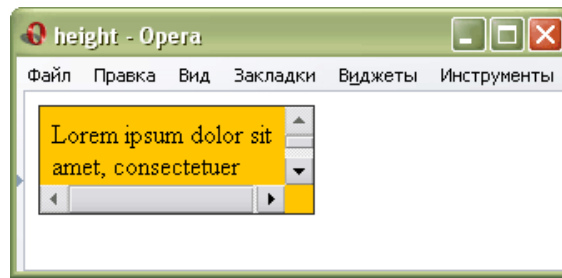 height - Opera
Файл Правка Вид Закладки Виджеты Инструменты
Lorem ipsum dolor sit
amet, consectetuer